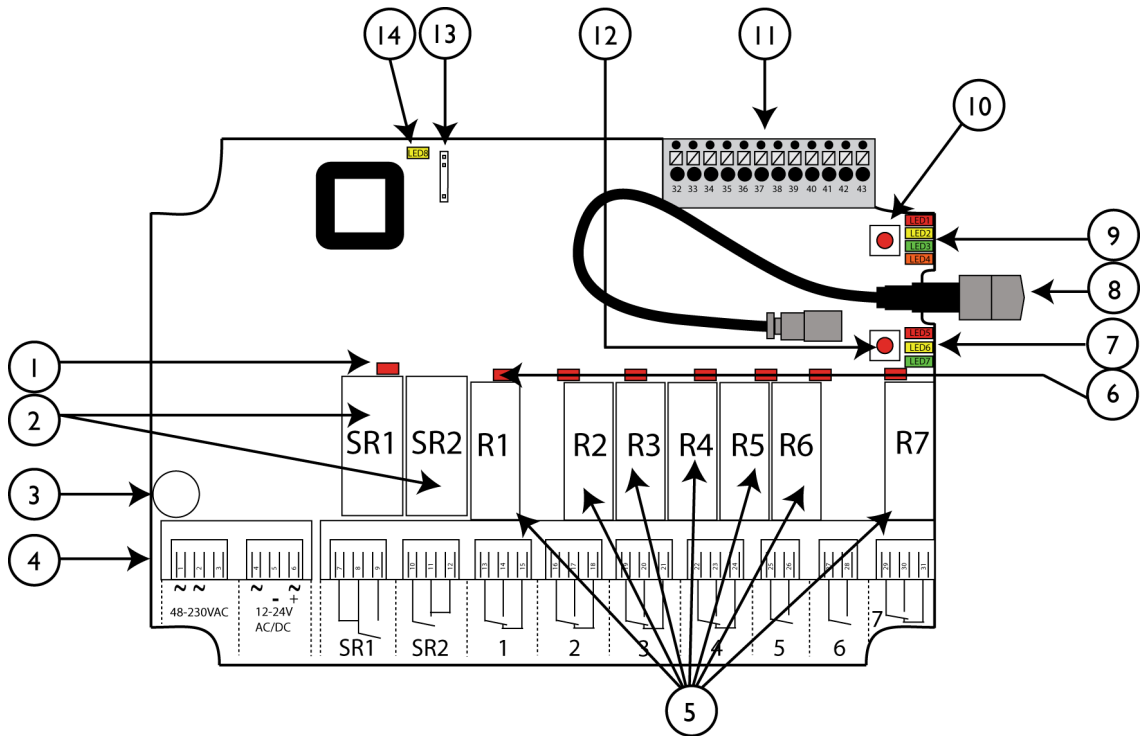 14 13 12 11
10
LED8
32 33 34 35 36 37 38 39 40 41 42 43
LED1
LED2
LED3
LED4
9
8
LED5
LED6
LED7
7
1
6
2
SR1 SR2 R1 R2 R3 R4 R5 R6 R7
3
4
1 2 3 4 5 6 7 8 9 10 11 12 13 14 15 16 17 18 19 20 21 22 23 24 25 26 27 28 29 30 31
~ ~ ~ - +
48-230VAC
12-24V
AC/DC
SR1 SR2 1 2 3 4 5 6 7
5